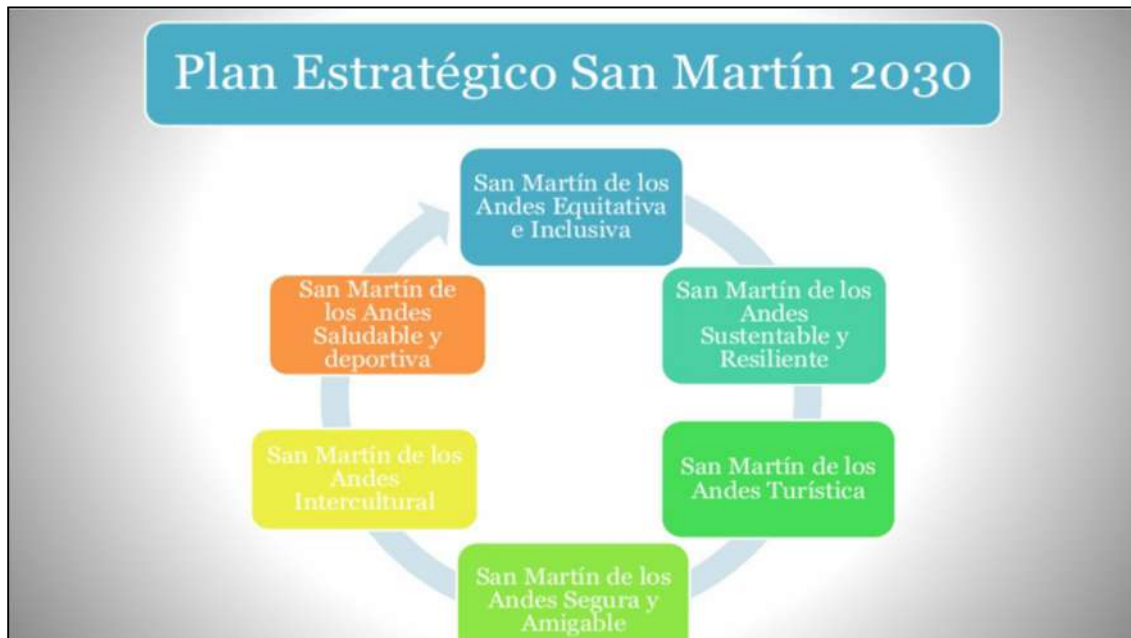 Plan Estratégico San Martín 2030
San Martín de los
Andes Equitativa
e Inclusiva
San Martín de los
Andes
Sustentable y
Resiliente
San Martín de los
Andes Turística
San Martín de los
Andes Segura y
Amigable
San Martín de los
Andes
Intercultural
San Martín de
los Andes
Saludable y
deportiva